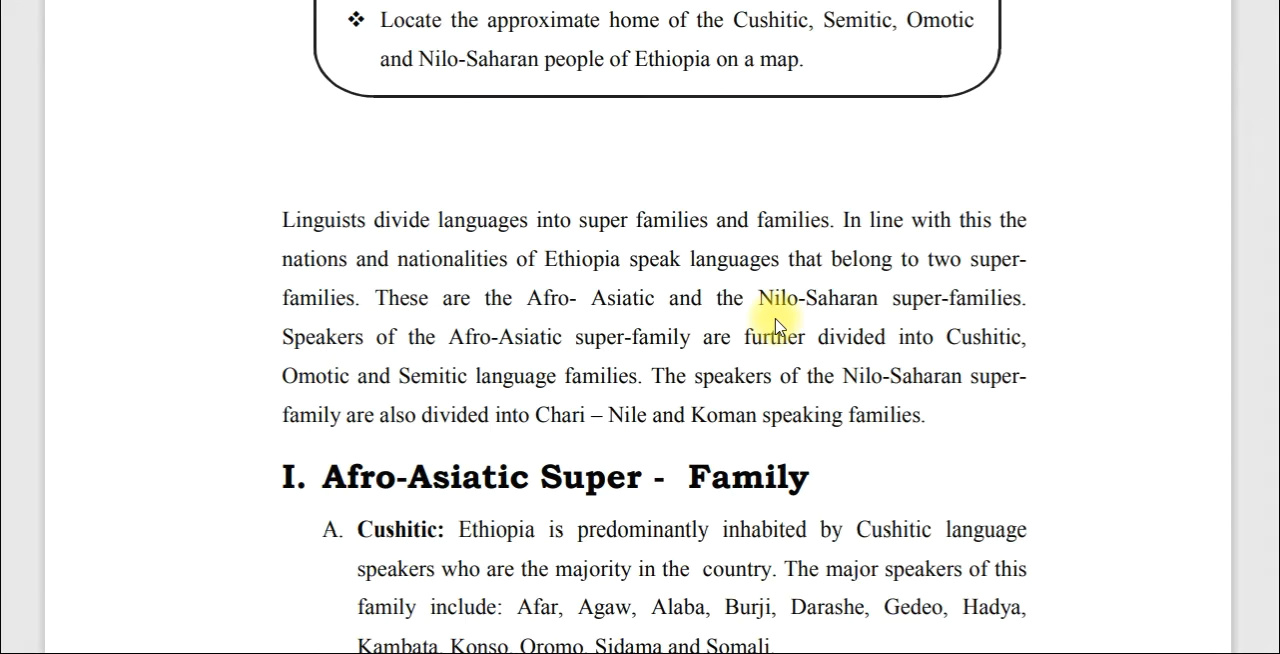 ❖ Locate the approximate home of the Cushitic, Semitic, Omotic
and Nilo-Saharan people of Ethiopia on a map.
Linguists divide languages into super families and families. In line with this the
nations and nationalities of Ethiopia speak languages that belong to two super-
families. These are the Afro- Asiatic and the Nilo-Saharan super-families.
Speakers of the Afro-Asiatic super-family are further divided into Cushitic,
Omotic and Semitic language families. The speakers of the Nilo-Saharan super-
family are also divided into Chari – Nile and Koman speaking families.
I. Afro-Asiatic Super - Family
A. Cushitic: Ethiopia is predominantly inhabited by Cushitic language
speakers who are the majority in the country. The major speakers of this
family include: Afar, Agaw, Alaba, Burji, Darashe, Gedeo, Hadya,
Kambata, Konso, Oromo, Sidama and Somali.